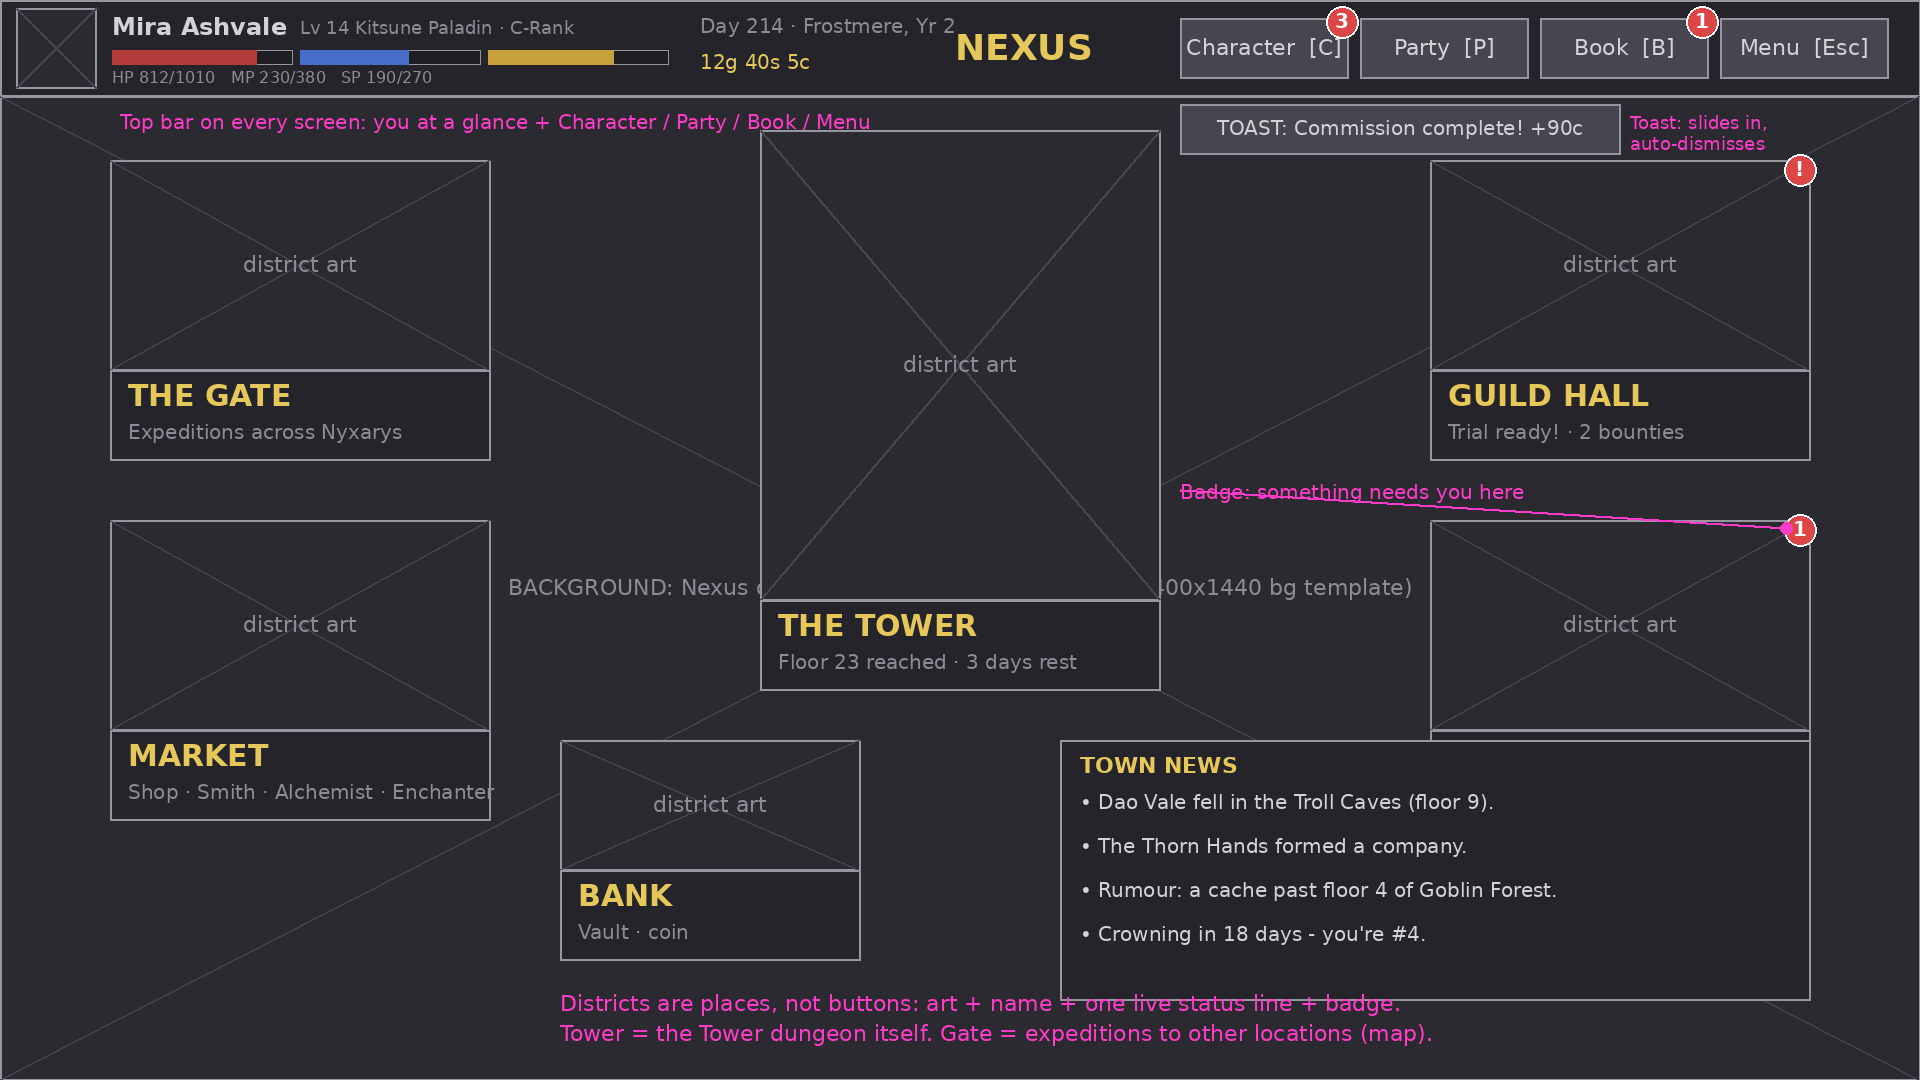 Mira Ashvale Lv 14 Kitsune Paladin · C-Rank
HP 812/1010 MP 230/380 SP 190/270
Day 214 · Frostmere, Yr 2
12g 40s 5c
NEXUS
Character [C]
3
Party [P]
Book [B]
1
Menu [Esc]
Top bar on every screen: you at a glance + Character / Party / Book / Menu
TOAST: Commission complete! +90c
Toast: slides in,
auto-dismisses
district art
THE GATE
Expeditions across Nyxarys
district art
THE TOWER
Floor 23 reached · 3 days rest
!
district art
GUILD HALL
Trial ready! · 2 bounties
Badge: something needs you here
1
district art
district art
MARKET
Shop · Smith · Alchemist · Enchanter
BACKGROUND: Nexus
00x1440 bg template)
district art
BANK
Vault · coin
TOWN NEWS
• Dao Vale fell in the Troll Caves (floor 9).
• The Thorn Hands formed a company.
• Rumour: a cache past floor 4 of Goblin Forest.
• Crowning in 18 days - you're #4.
Districts are places, not buttons: art + name + one live status line + badge.
Tower = the Tower dungeon itself. Gate = expeditions to other locations (map).